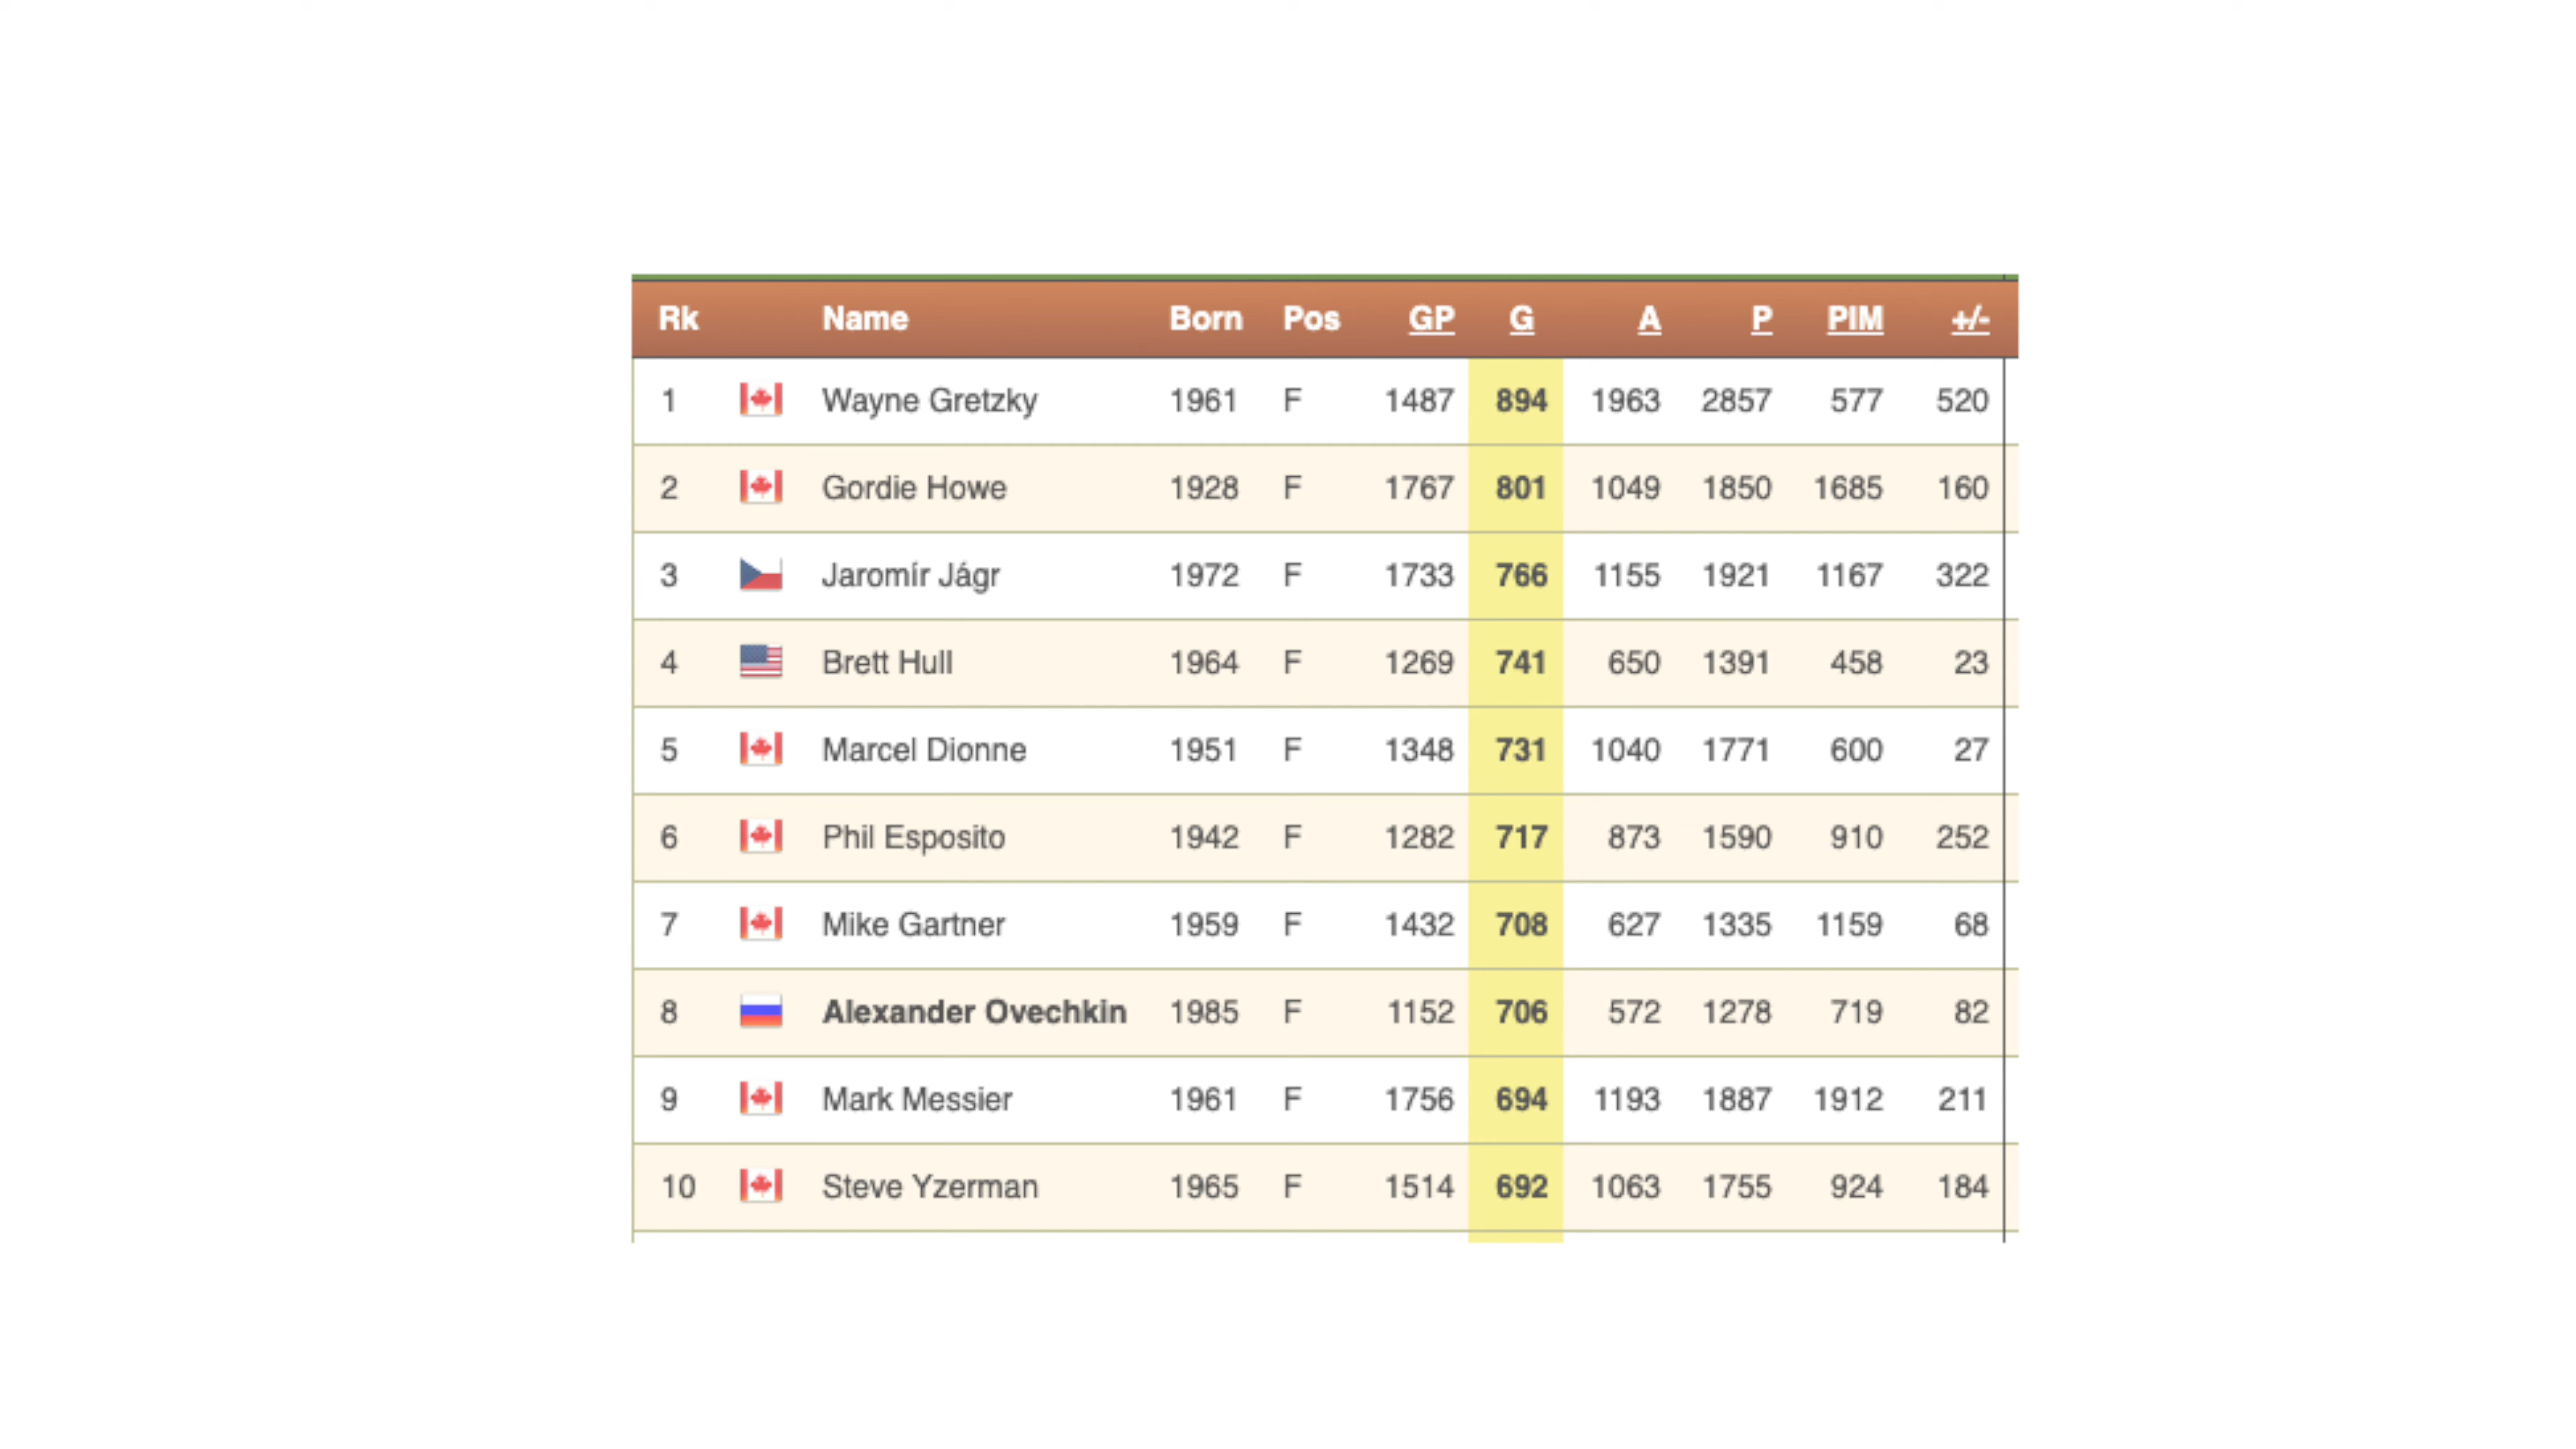 Rk Name Born Pos GP G A P PIM +/-
1 Wayne Gretzky 1961 F 1487 894 1963 2857 577 520
2 Gordie Howe 1928 F 1767 801 1049 1850 1685 160
3 Jaromír Jágr 1972 F 1733 766 1155 1921 1167 322
4 Brett Hull 1964 F 1269 741 650 1391 458 23
5 Marcel Dionne 1951 F 1348 731 1040 1771 600 27
6 Phil Esposito 1942 F 1282 717 873 1590 910 252
7 Mike Gartner 1959 F 1432 708 627 1335 1159 68
8 Alexander Ovechkin 1985 F 1152 706 572 1278 719 82
9 Mark Messier 1961 F 1756 694 1193 1887 1912 211
10 Steve Yzerman 1965 F 1514 692 1063 1755 924 184